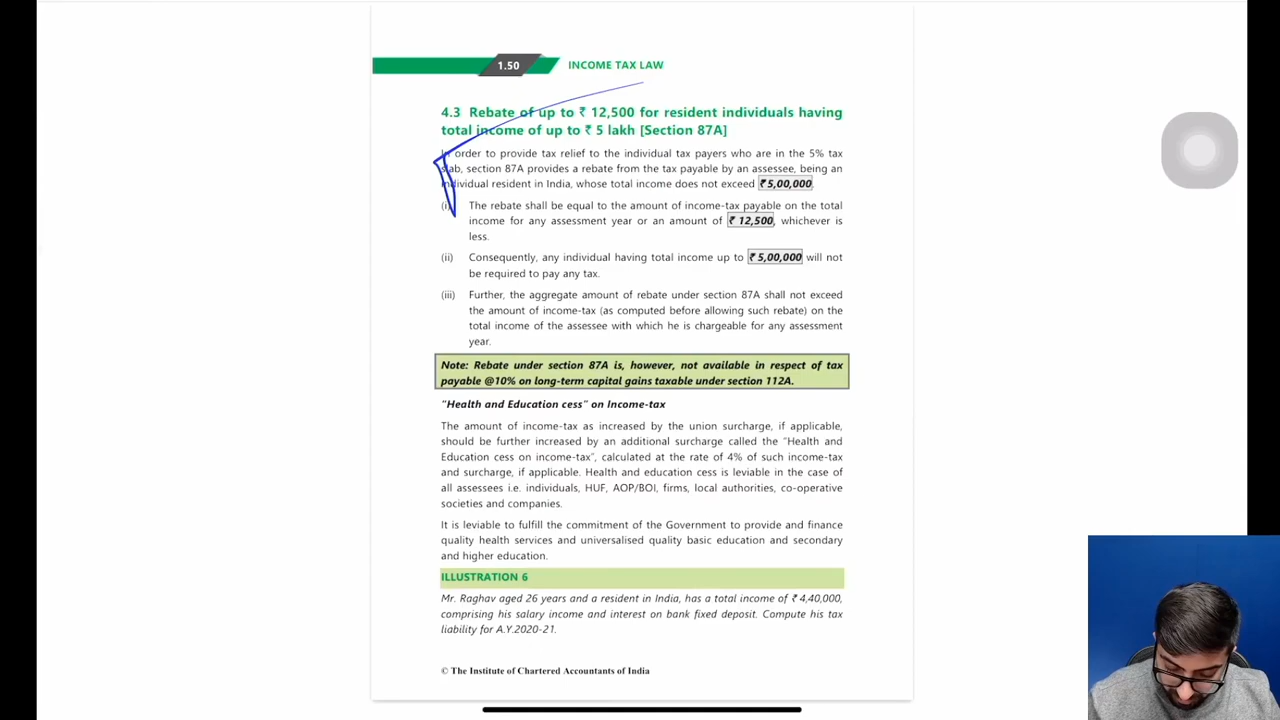 1.50
INCOME TAX LAW
4.3 Rebate of up to ₹ 12,500 for resident individuals having
total income of up to ₹ 5 lakh [Section 87A]
In order to provide tax relief to the individual tax payers who are in the 5% tax
slab, section 87A provides a rebate from the tax payable by an assessee, being an
individual resident in India, whose total income does not exceed ₹ 5,00,000.
(i) The rebate shall be equal to the amount of income-tax payable on the total
income for any assessment year or an amount of ₹ 12,500, whichever is
less.
(ii) Consequently, any individual having total income up to ₹ 5,00,000 will not
be required to pay any tax.
(iii) Further, the aggregate amount of rebate under section 87A shall not exceed
the amount of income-tax (as computed before allowing such rebate) on the
total income of the assessee with which he is chargeable for any assessment
year.
Note: Rebate under section 87A is, however, not available in respect of tax
payable @10% on long-term capital gains taxable under section 112A.
"Health and Education cess" on Income-tax
The amount of income-tax as increased by the union surcharge, if applicable,
should be further increased by an additional surcharge called the "Health and
Education cess on income-tax", calculated at the rate of 4% of such income-tax
and surcharge, if applicable. Health and education cess is leviable in the case of
all assessees i.e. individuals, HUF, AOP/BOI, firms, local authorities, co-operative
societies and companies.
It is leviable to fulfill the commitment of the Government to provide and finance
quality health services and universalised quality basic education and secondary
and higher education.
ILLUSTRATION 6
Mr. Raghav aged 26 years and a resident in India, has a total income of ₹ 4,40,000,
comprising his salary income and interest on bank fixed deposit. Compute his tax
liability for A.Y.2020-21.
© The Institute of Chartered Accountants of India